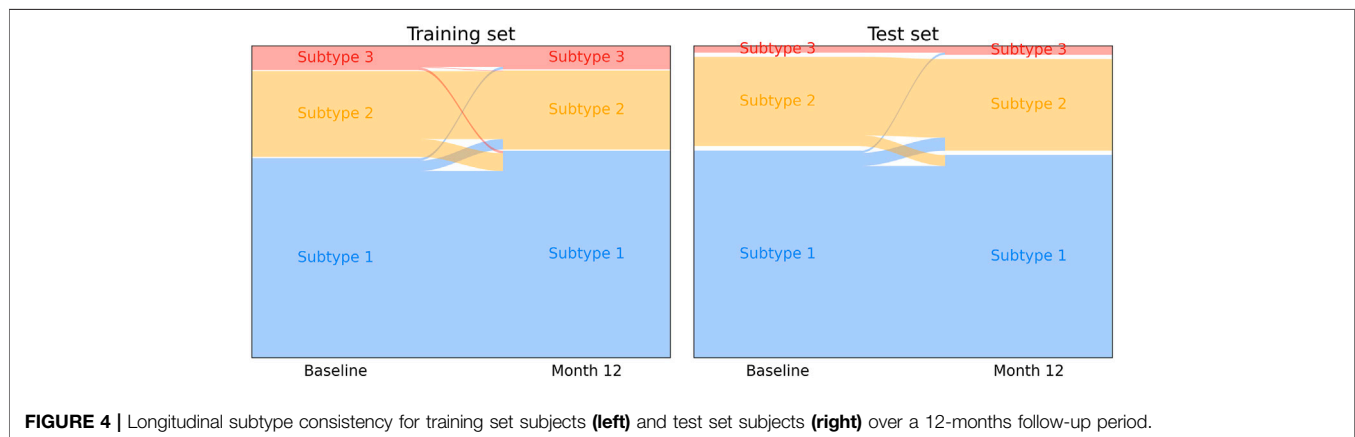 Training set
Subtype 3
Subtype 3
Subtype 2
Subtype 2
Subtype 1
Subtype 1
Baseline
Month 12
Test set
Subtype 3
Subtype 3
Subtype 2
Subtype 2
Subtype 1
Subtype 1
Baseline
Month 12
FIGURE 4 | Longitudinal subtype consistency for training set subjects (left) and test set subjects (right) over a 12-months follow-up period.